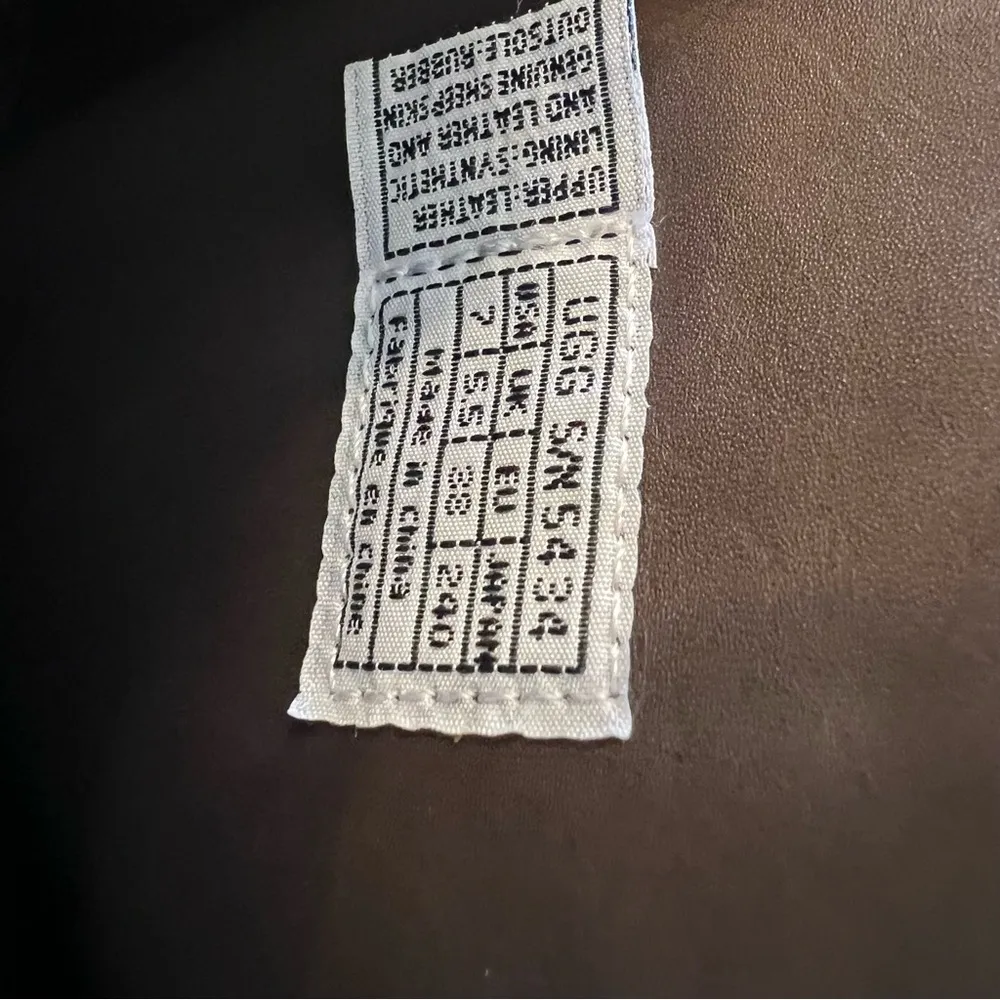 UPPER:LEATHER
LINING:SYNTHETIC
AND LEATHER AND
GENUINE SHEEPSKIN
OUTSOLE:RUBBER
UGG S/N 5434
USA UK EU JAPAN
7 5.5 38 240
Made in china
Fabrique en chine